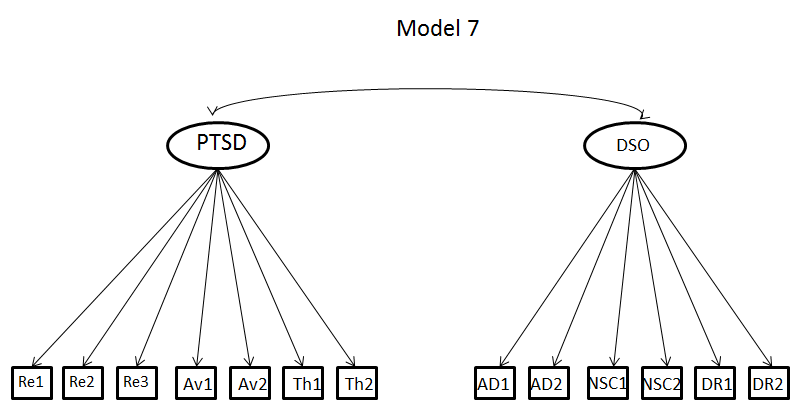 Model 7
PTSD
DSO
Re1 Re2 Re3 Av1 Av2 Th1 Th2 AD1 AD2 NSC1 NSC2 DR1 DR2